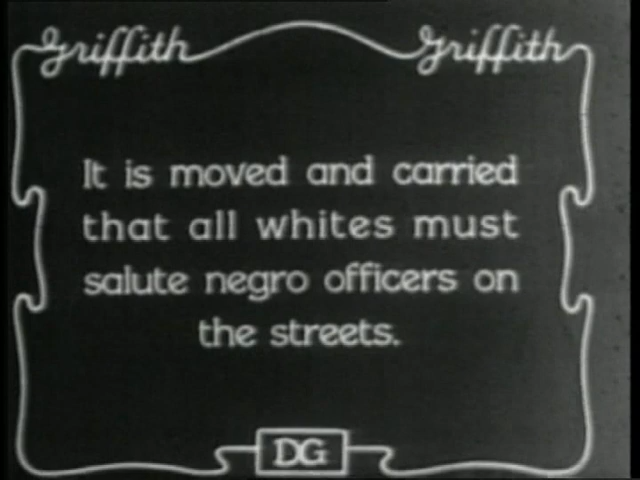 Griffith Griffith
It is moved and carried
that all whites must
salute negro officers on
the streets.
DG